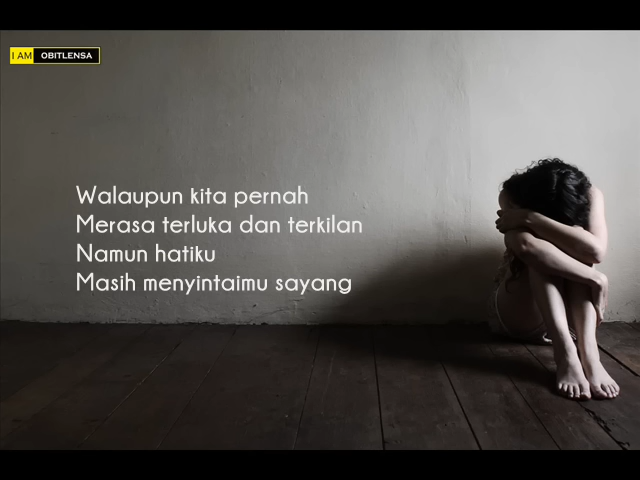 I AM OBITLENSA
Walaupun kita pernah
Merasa terluka dan terkilan
Namun hatiku
Masih menyintaimu sayang